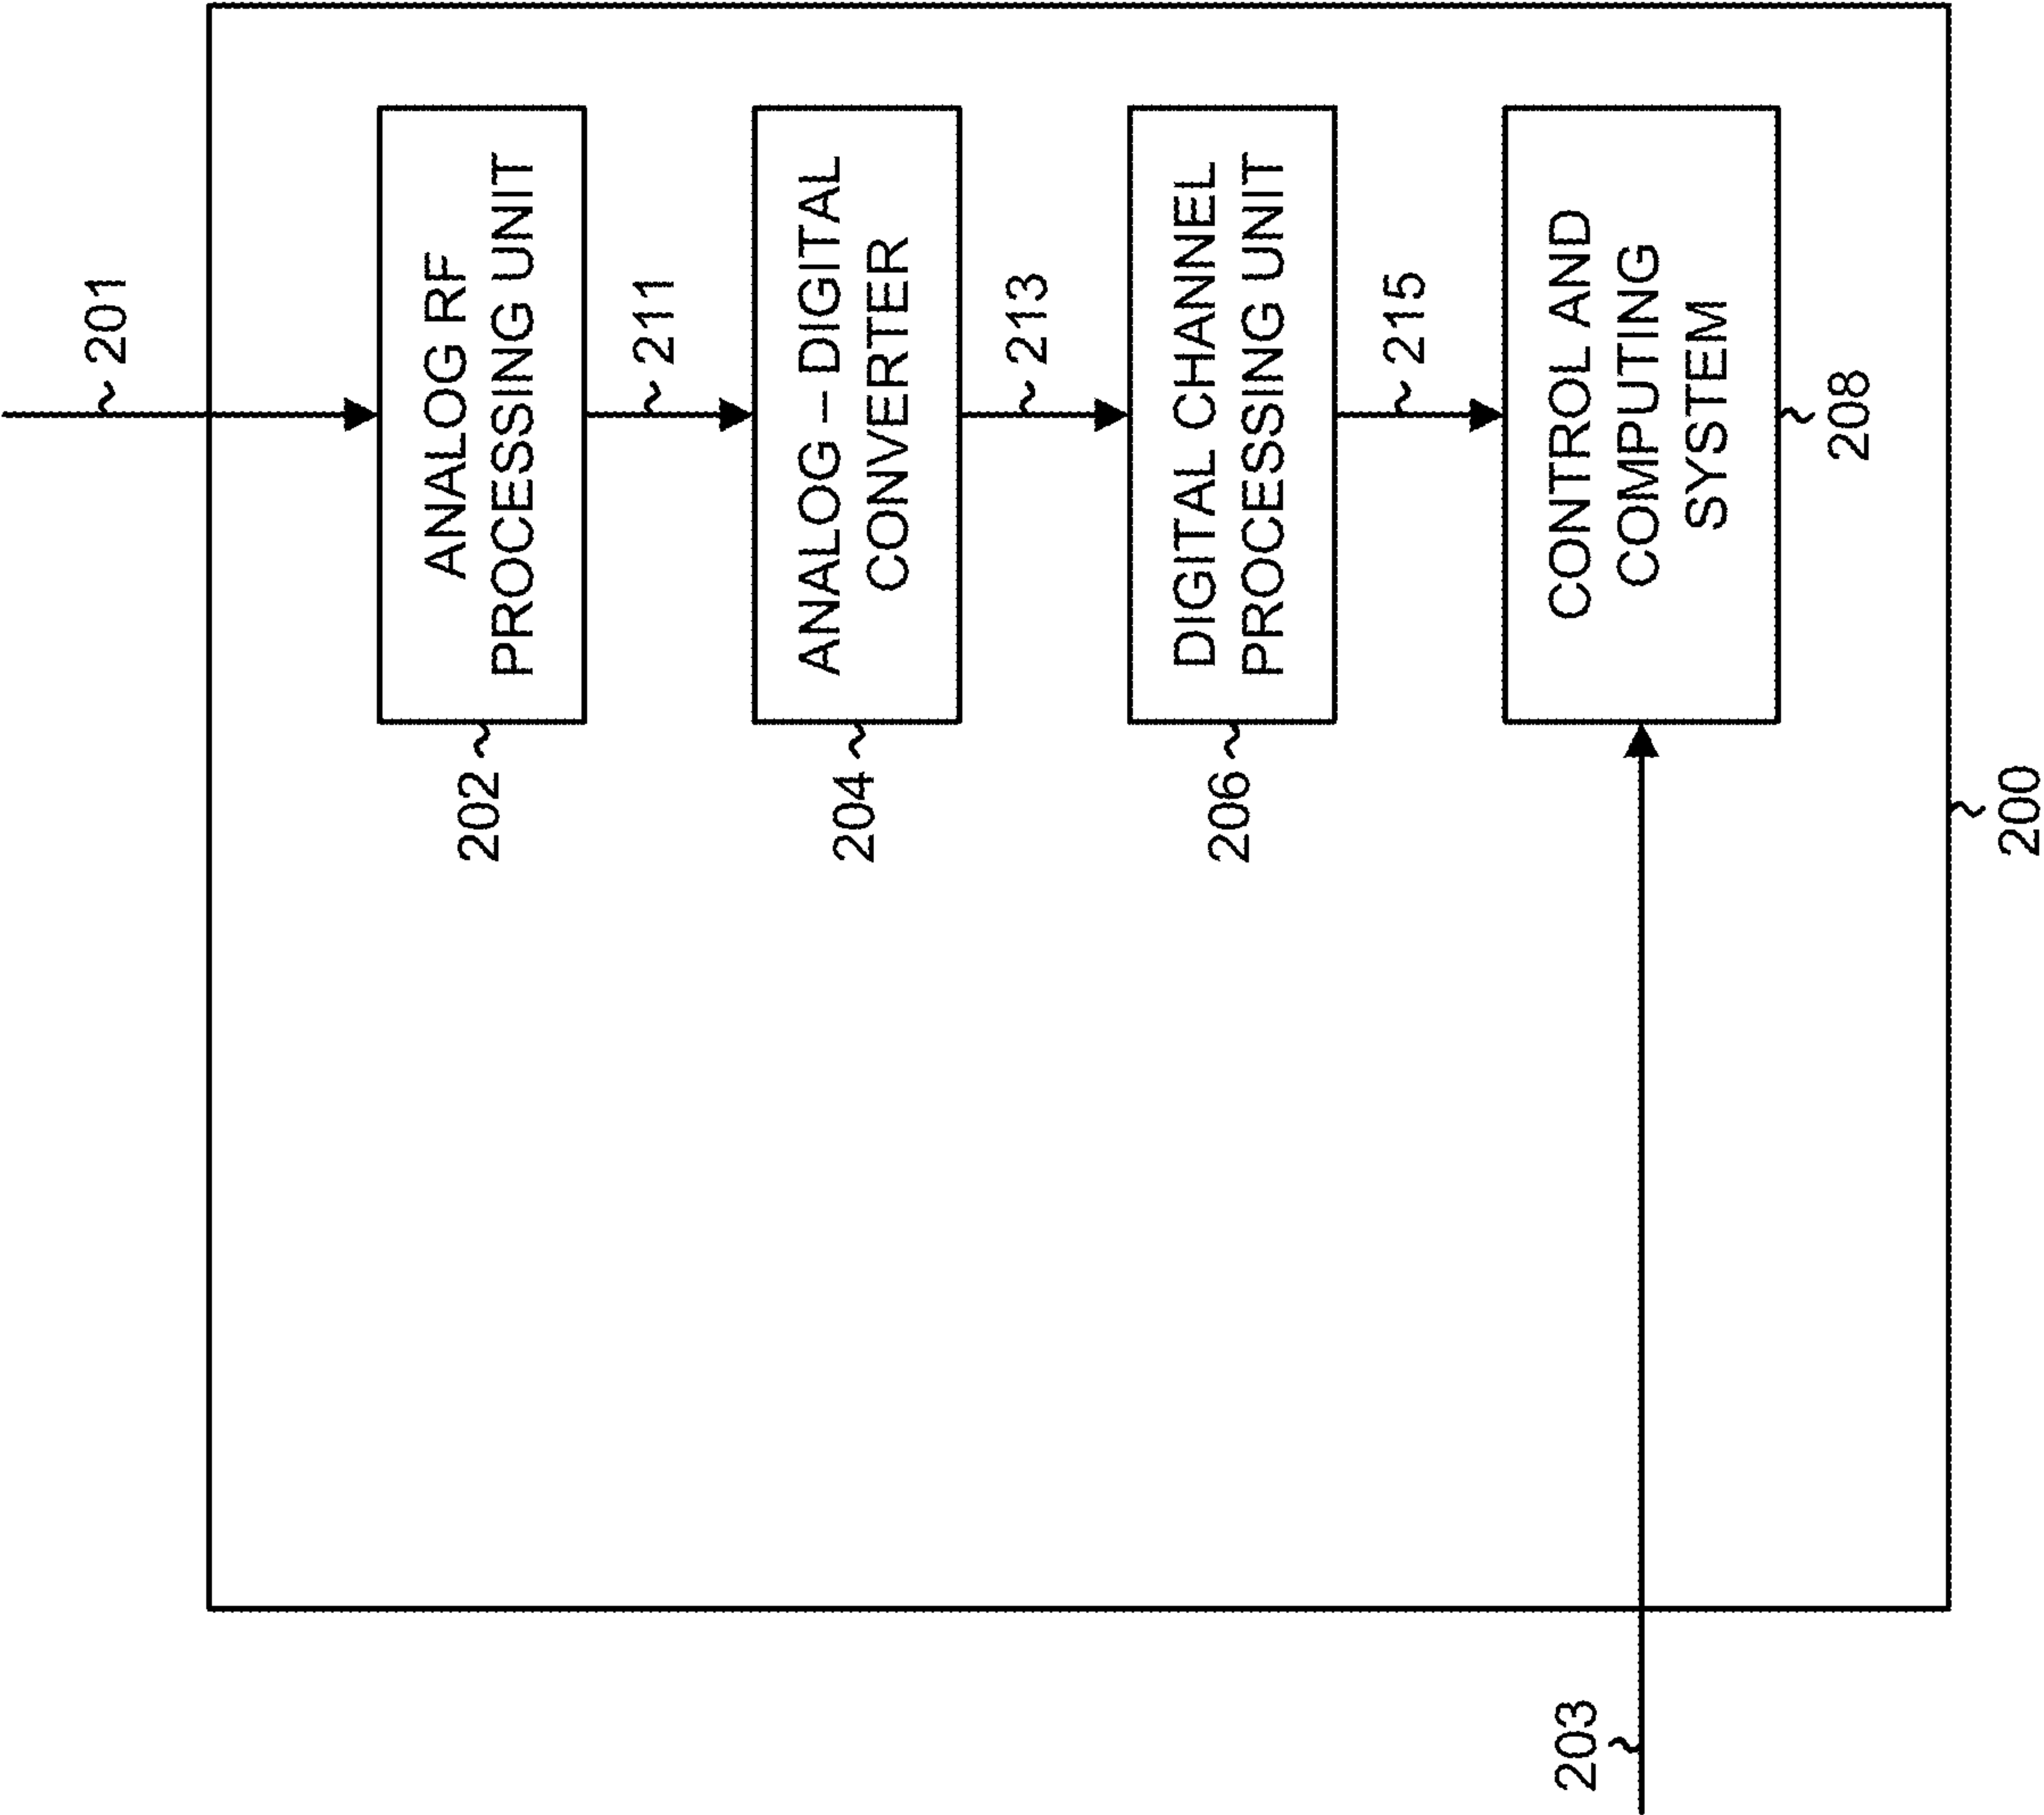 201
ANALOG RF
PROCESSING UNIT
202
211
ANALOG – DIGITAL
CONVERTER
204
213
DIGITAL CHANNEL
PROCESSING UNIT
206
215
CONTROL AND
COMPUTING
SYSTEM
208
203
200